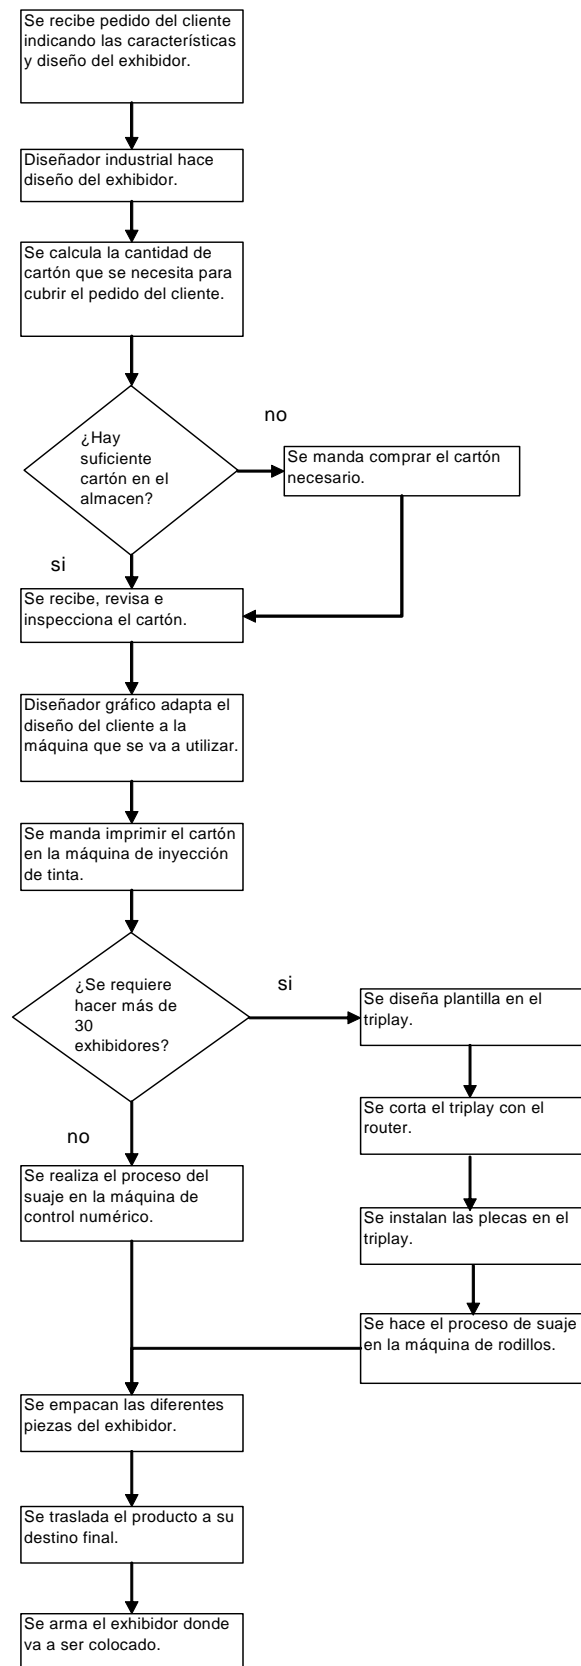 Se recibe pedido del cliente
indicando las características
y diseño del exhibidor.
Diseñador industrial hace
diseño del exhibidor.
Se calcula la cantidad de
cartón que se necesita para
cubrir el pedido del cliente.
¿Hay
suficiente
cartón en el
almacen?
no
Se manda comprar el cartón
necesario.
si
Se recibe, revisa e
inspecciona el cartón.
Diseñador gráfico adapta el
diseño del cliente a la
máquina que se va a utilizar.
Se manda imprimir el cartón
en la máquina de inyección
de tinta.
¿Se requiere
hacer más de
30
exhibidores?
si
Se diseña plantilla en el
triplay.
Se corta el triplay con el
router.
no
Se realiza el proceso del
suaje en la máquina de
control numérico.
Se instalan las plecas en el
triplay.
Se hace el proceso de suaje
en la máquina de rodillos.
Se empacan las diferentes
piezas del exhibidor.
Se traslada el producto a su
destino final.
Se arma el exhibidor donde
va a ser colocado.